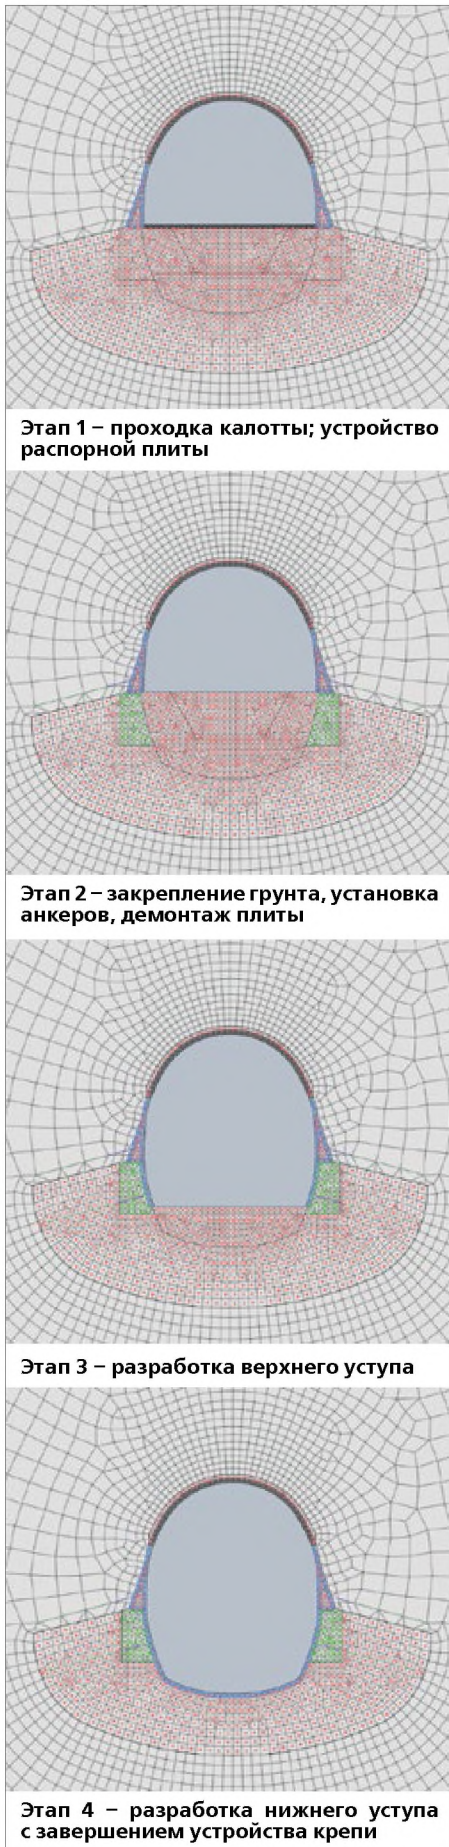 Этап 1 – проходка калотты; устройство
распорной плиты
Этап 2 – закрепление грунта, установка
анкеров, демонтаж плиты
Этап 3 – разработка верхнего уступа
Этап 4 – разработка нижнего уступа
с завершением устройства крепи